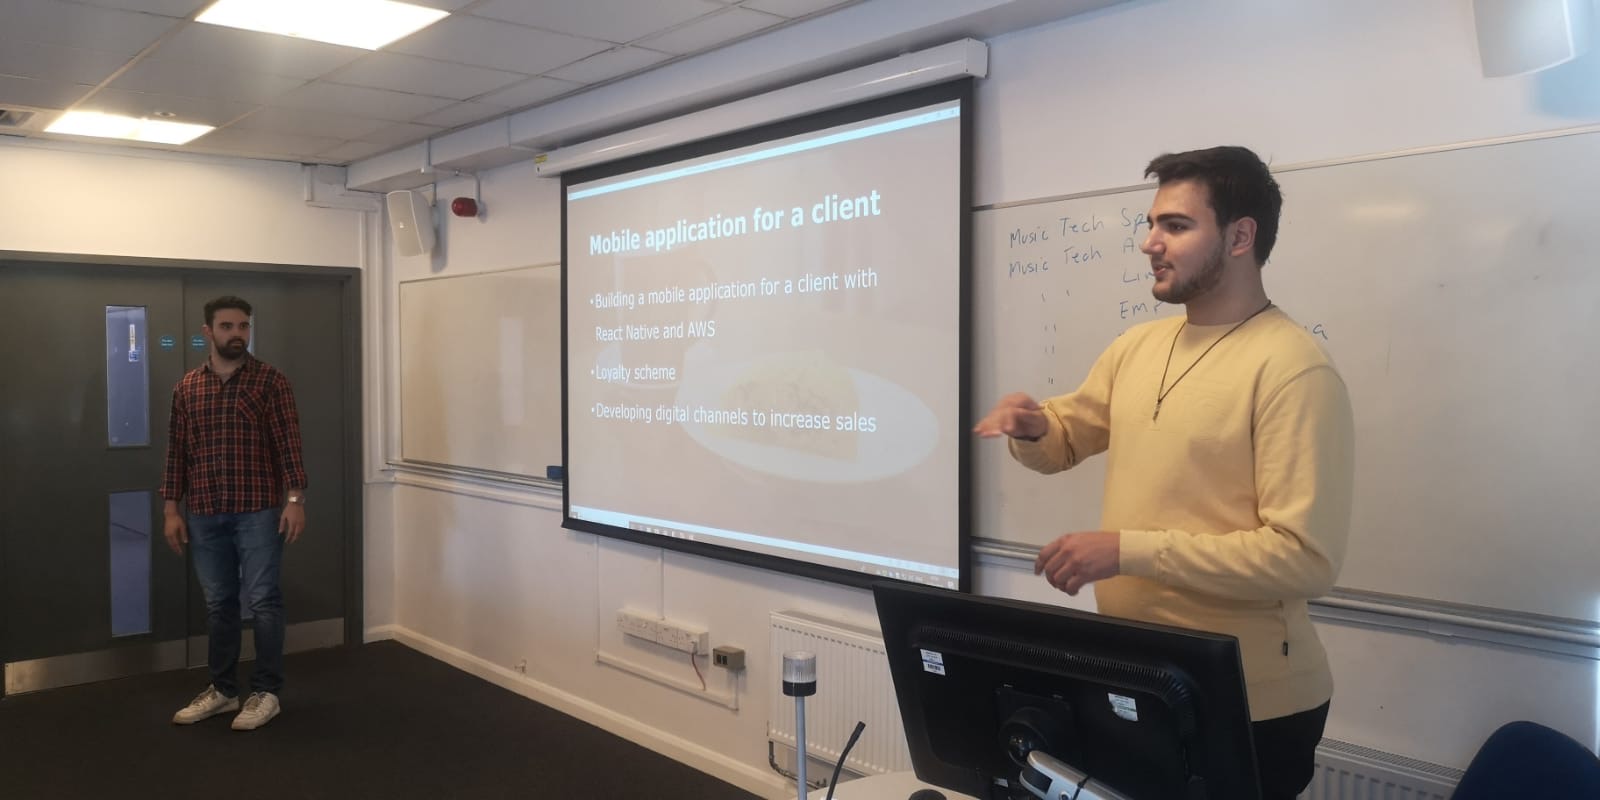 Mobile application for a client
•Building a mobile application for a client with
React Native and AWS
•Loyalty scheme
•Developing digital channels to increase sales
Music Tech
Music Tech
" "
"
"
"